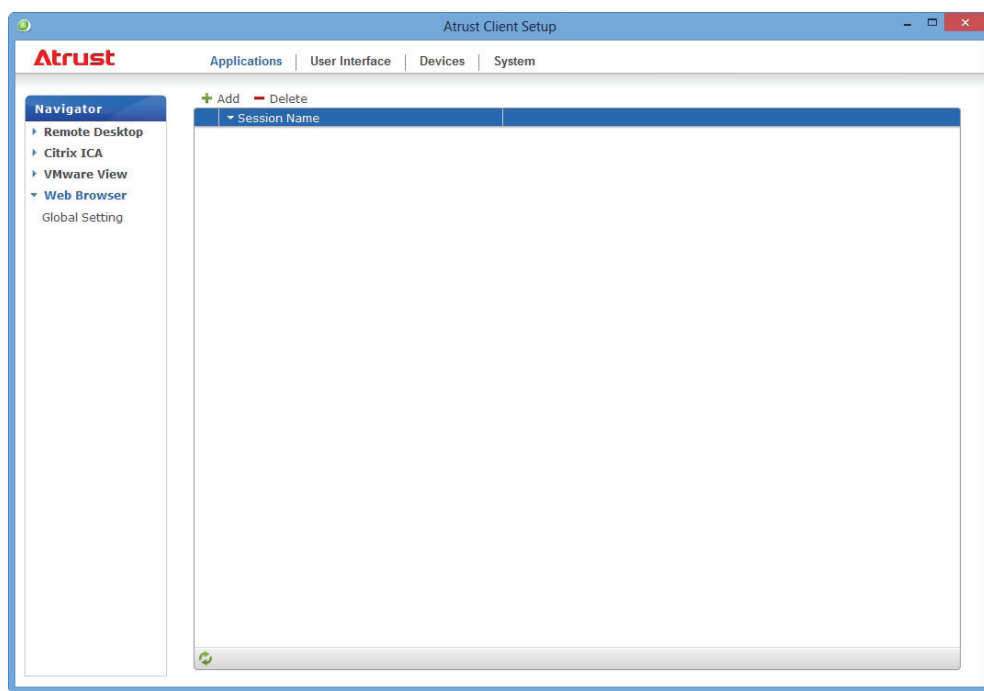 Atrust Client Setup
Atrust
Applications | User Interface | Devices | System
Add Delete
Navigator
Session Name
Remote Desktop
Citrix ICA
VMware View
Web Browser
Global Setting